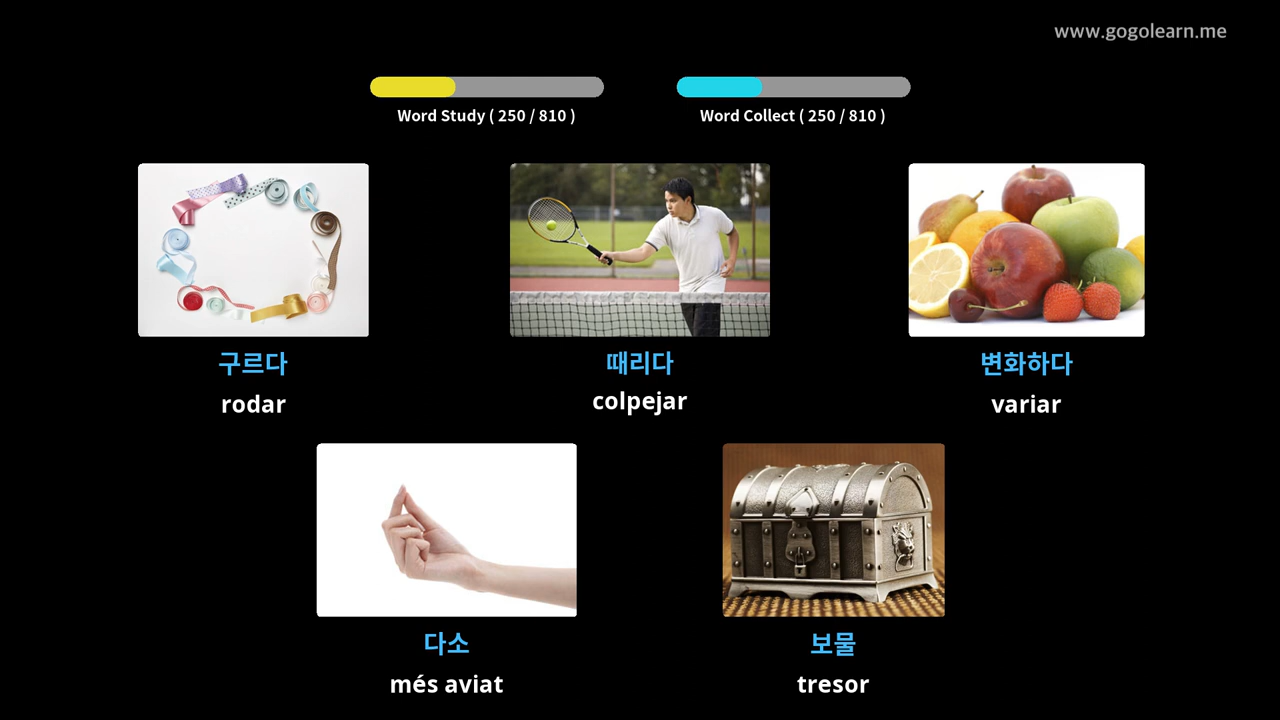 www.gogolearn.me
Word Study ( 250 / 810 )
Word Collect ( 250 / 810 )
구르다
rodar
때리다
colpejar
변화하다
variar
다소
més aviat
보물
tresor